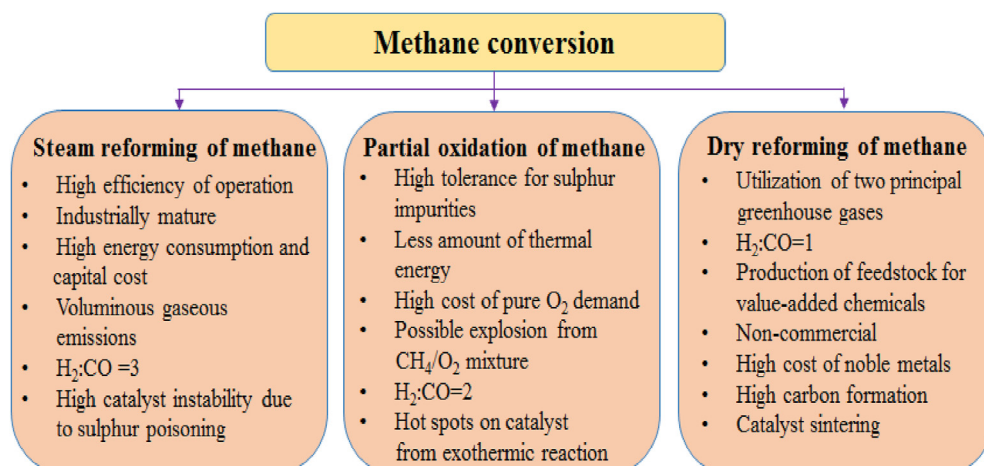 Methane conversion
Steam reforming of methane
• High efficiency of operation
• Industrially mature
• High energy consumption and
capital cost
• Voluminous gaseous
emissions
• H₂:CO =3
• High catalyst instability due
to sulphur poisoning
Partial oxidation of methane
• High tolerance for sulphur
impurities
• Less amount of thermal
energy
• High cost of pure O₂ demand
• Possible explosion from
CH₄/O₂ mixture
• H₂:CO=2
• Hot spots on catalyst
from exothermic reaction
Dry reforming of methane
• Utilization of two principal
greenhouse gases
• H₂:CO=1
• Production of feedstock for
value-added chemicals
• Non-commercial
• High cost of noble metals
• High carbon formation
• Catalyst sintering